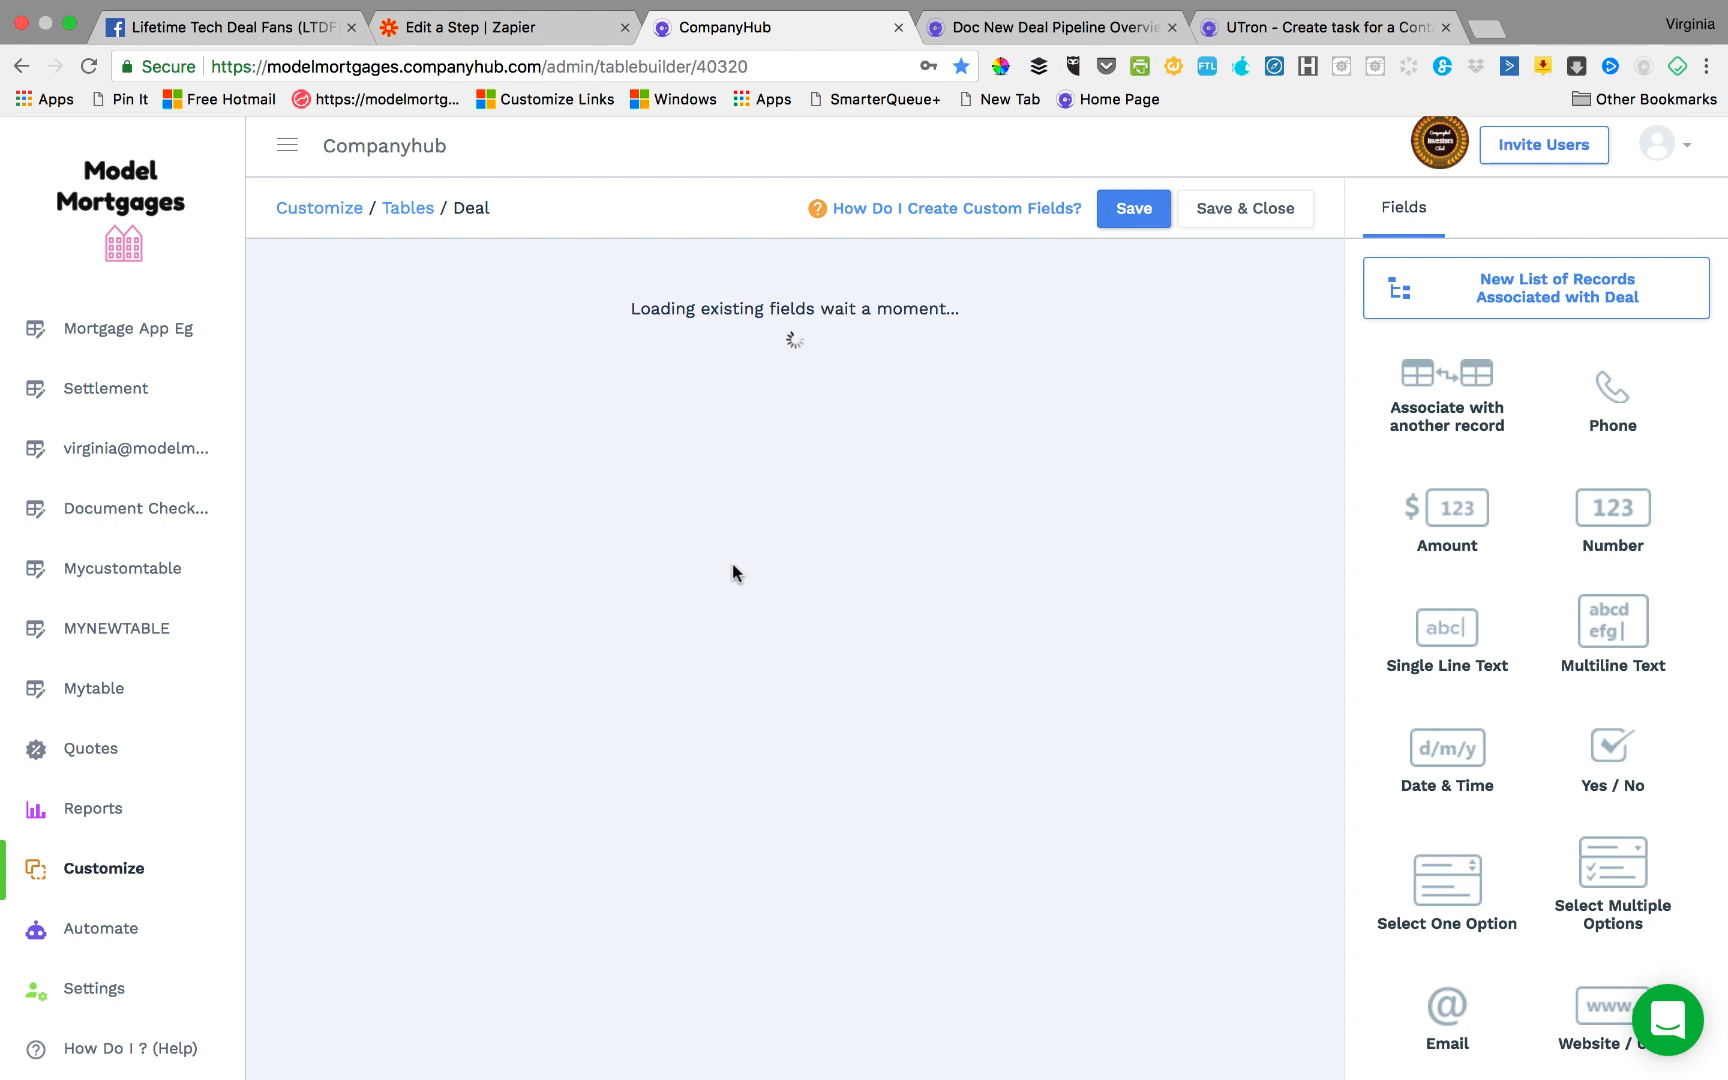 Lifetime Tech Deal Fans (LTDF
Edit a Step | Zapier
CompanyHub
Doc New Deal Pipeline Overvie
UTron - Create task for a Cont
Virginia
Secure https://modelmortgages.companyhub.com/admin/tablebuilder/40320
Apps Pin It Free Hotmail https://modelmortg... Customize Links Windows Apps SmarterQueue+ New Tab Home Page Other Bookmarks
Model
Mortgages
Companyhub
Invite Users
Customize / Tables / Deal
How Do I Create Custom Fields?
Save
Save & Close
Fields
Loading existing fields wait a moment...
New List of Records
Associated with Deal
Mortgage App Eg
Settlement
virginia@modelm...
Document Check...
Mycustomtable
MYNEWTABLE
Mytable
Quotes
Reports
Customize
Automate
Settings
How Do I ? (Help)
Associate with
another record
Phone
$ 123
Amount
123
Number
abc|
Single Line Text
abcd
efg|
Multiline Text
d/m/y
Date & Time
Yes / No
Select One Option
Select Multiple
Options
@
Email
www.
Website /